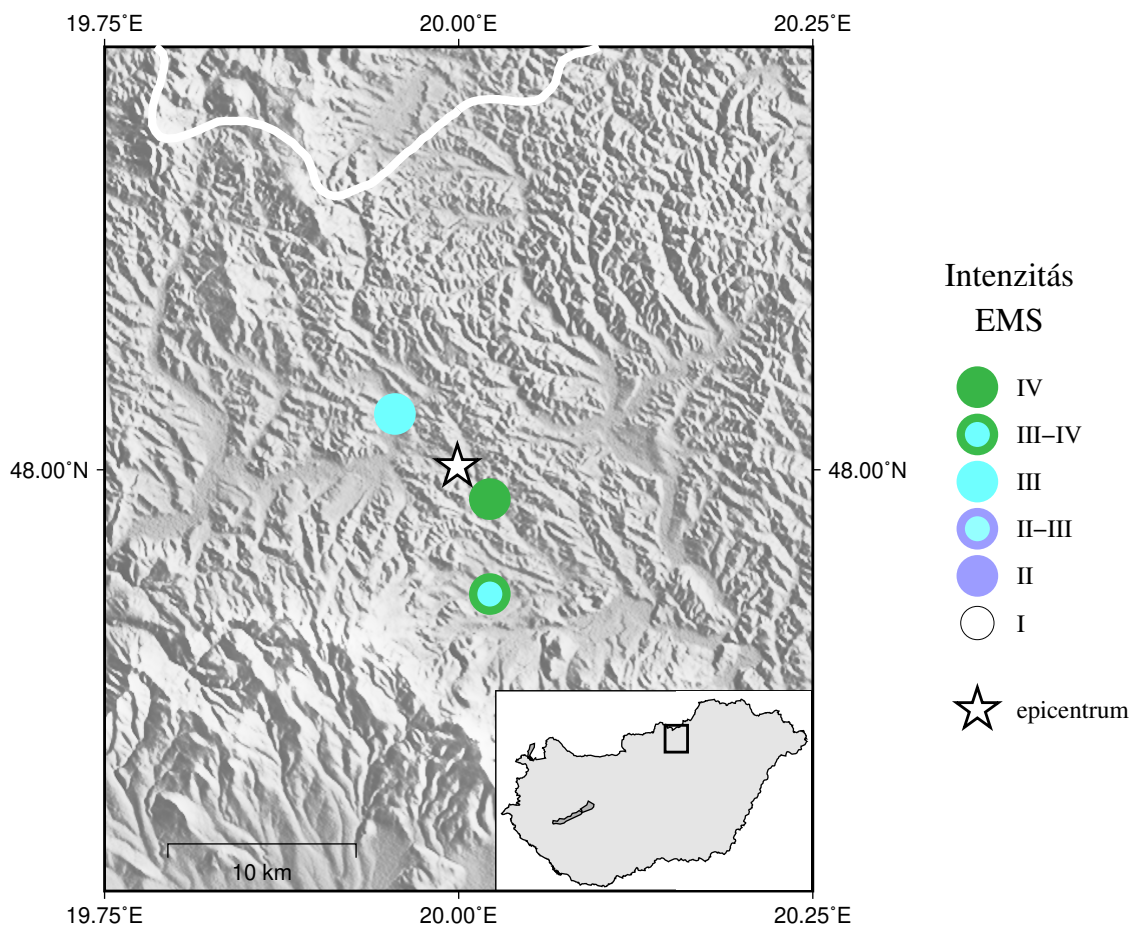 19.75°E 20.00°E 20.25°E
Intenzitás
EMS
IV
III–IV
III
II–III
II
I
epicentrum
48.00°N 48.00°N
10 km
19.75°E 20.00°E 20.25°E